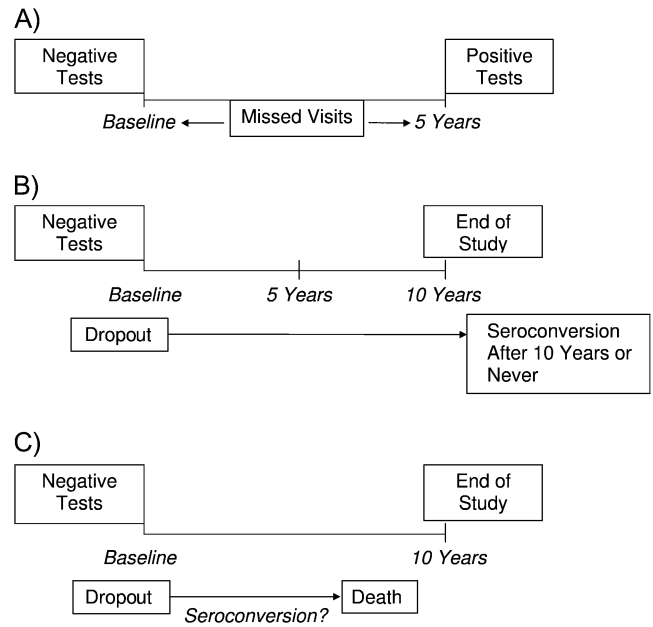 A)
Negative
Tests
Positive
Tests
Baseline
Missed Visits
5 Years
B)
Negative
Tests
End of
Study
Baseline
5 Years
10 Years
Dropout
Seroconversion
After 10 Years or
Never
C)
Negative
Tests
End of
Study
Baseline
10 Years
Dropout
Seroconversion?
Death